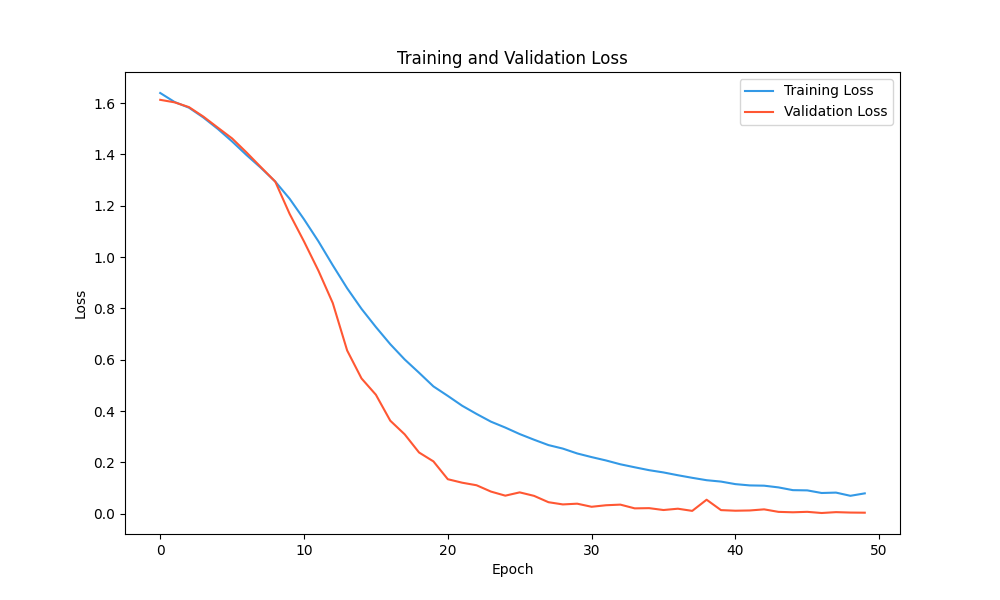 Training and Validation Loss
Training Loss
Validation Loss
1.6
1.4
1.2
1.0
0.8
0.6
0.4
0.2
0.0
Loss
0 10 20 30 40 50
Epoch